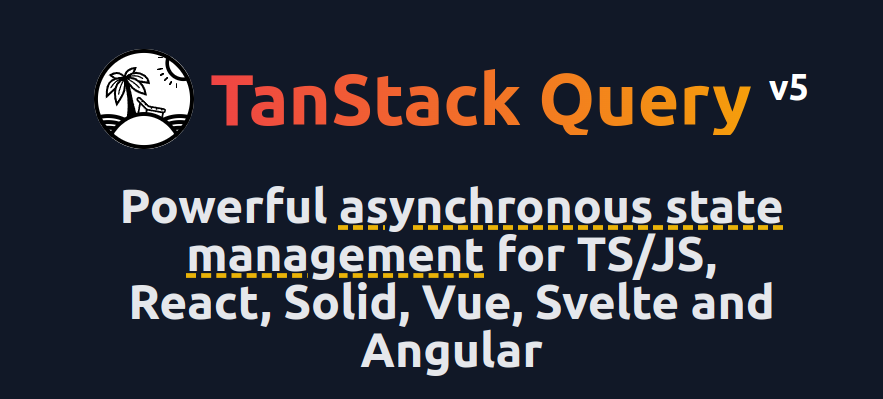 TanStack Query v5
Powerful asynchronous state
management for TS/JS,
React, Solid, Vue, Svelte and
Angular